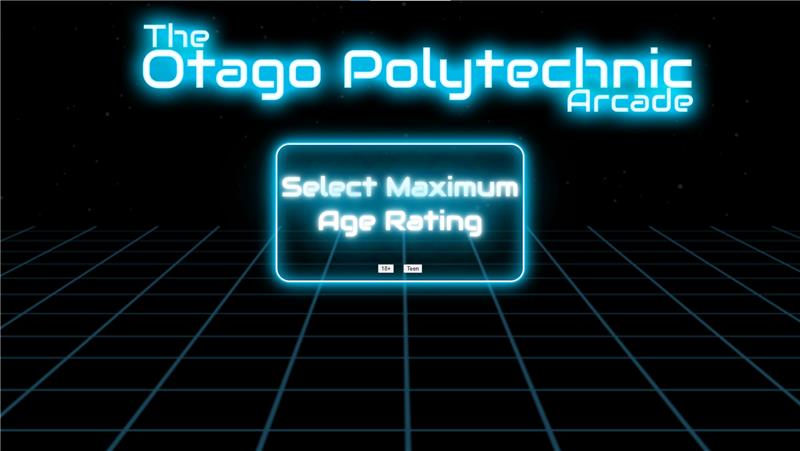 The
Otago Polytechnic
Arcade
Select Maximum
Age Rating
18+ Teen